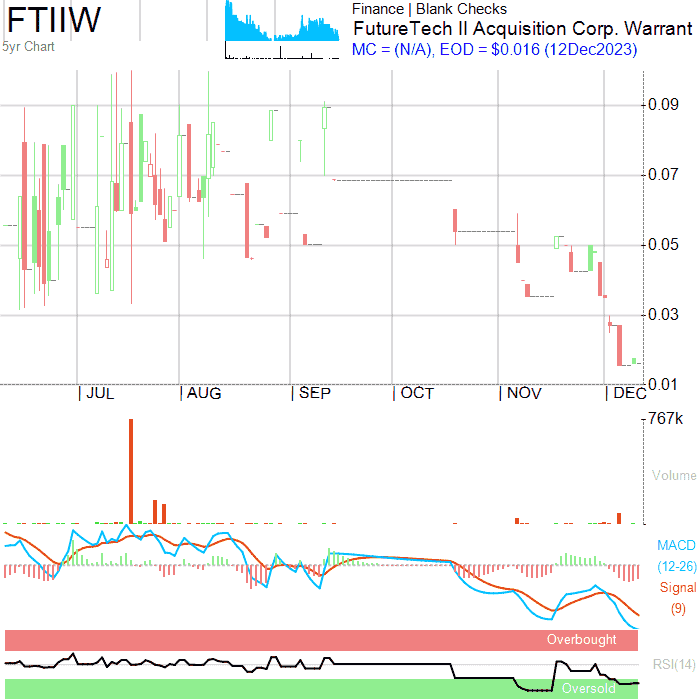 FTIIW
5yr Chart
Finance | Blank Checks
FutureTech II Acquisition Corp. Warrant
MC = (N/A), EOD = $0.016 (12Dec2023)
0.09
0.07
0.05
0.03
0.01
| JUL | AUG | SEP | OCT | NOV | DEC
767k
Volume
MACD
(12-26)
Signal
(9)
Overbought
RSI(14)
Oversold